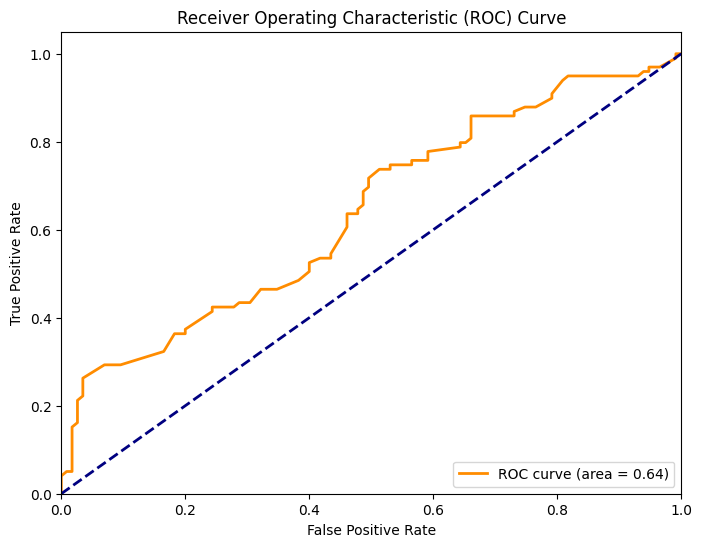 Receiver Operating Characteristic (ROC) Curve
1.0
0.8
0.6
0.4
0.2
0.0
True Positive Rate
ROC curve (area = 0.64)
0.0 0.2 0.4 0.6 0.8 1.0
False Positive Rate